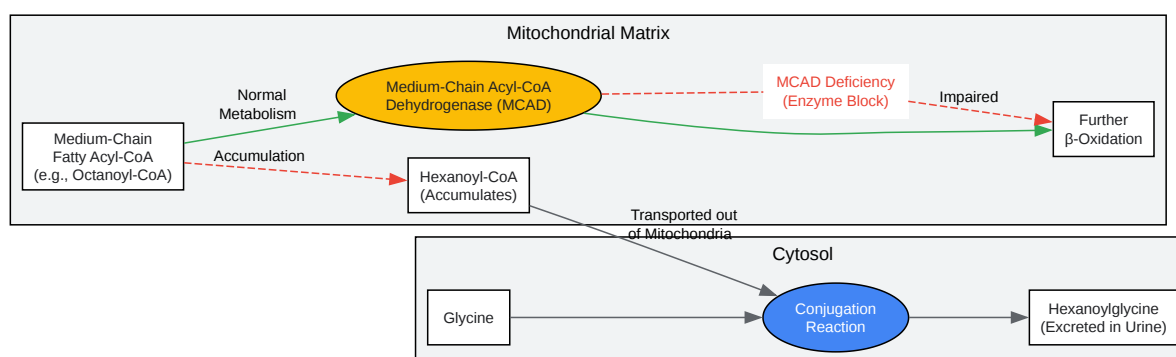 Mitochondrial Matrix
Normal
Metabolism
Medium-Chain Acyl-CoA
Dehydrogenase (MCAD)
MCAD Deficiency
(Enzyme Block)
Impaired
Further
β-Oxidation
Medium-Chain
Fatty Acyl-CoA
(e.g., Octanoyl-CoA)
Accumulation
Hexanoyl-CoA
(Accumulates)
Transported out
of Mitochondria
Cytosol
Glycine
Conjugation
Reaction
Hexanoylglycine
(Excreted in Urine)